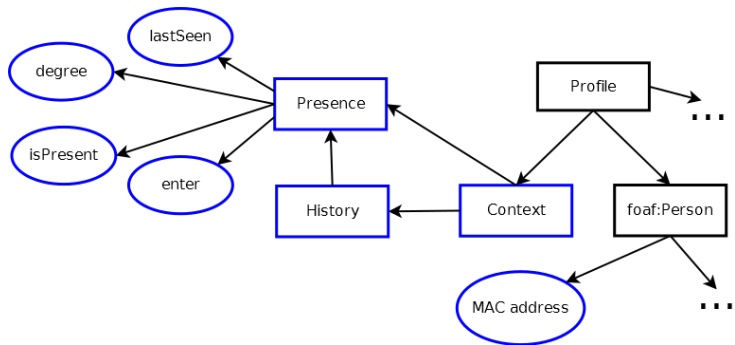 lastSeen
degree
Presence
Profile
...
isPresent
enter
History
Context
foaf:Person
MAC address
...